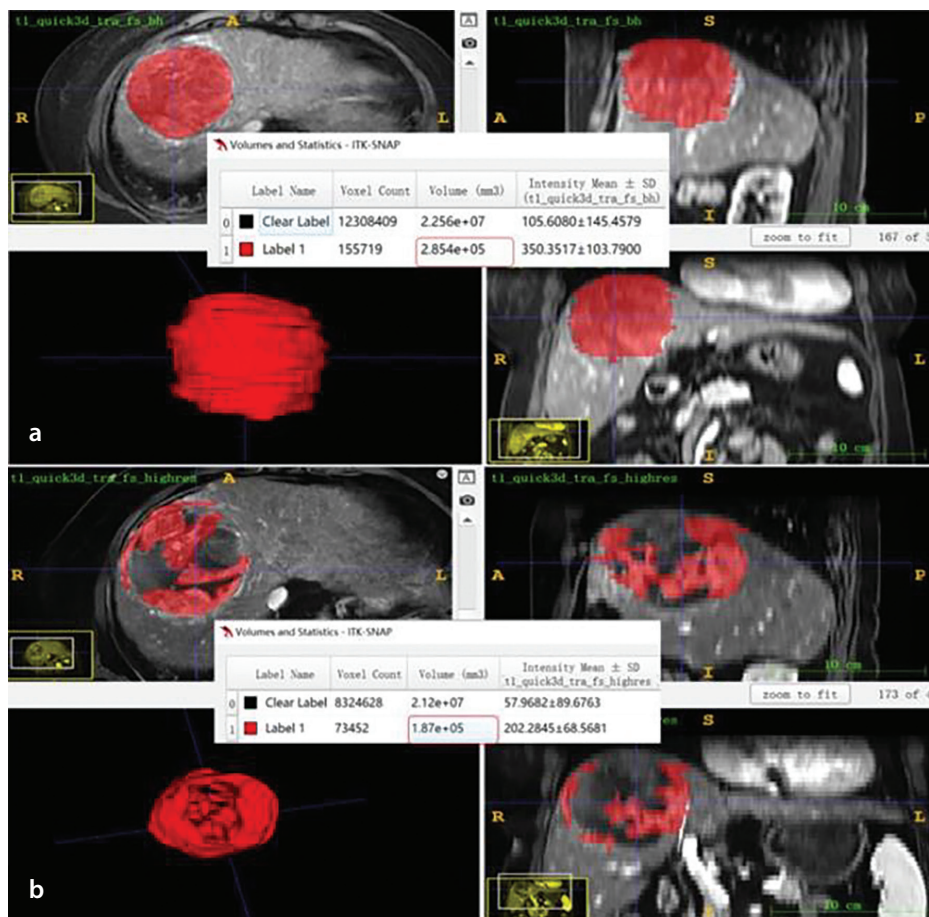 t1_quick3d_tra_fs_bh
A
A
S
R
L
A
P
Volumes and Statistics - ITK-SNAP
Label Name Voxel Count Volume (mm3) Intensity Mean ± SD
(t1_quick3d_tra_fs_bh)
0 Clear Label 12308409 2.256e+07 105.6080±145.4579
1 Label 1 155719 2.854e+05 350.3517±103.7900
I
10 cm
zoom to fit
167 of
S
R
L
I
10 cm
a
t1_quick3d_tra_fs_highres
A
A
t1_quick3d_tra_fs_highres
S
R
L
A
P
Volumes and Statistics - ITK-SNAP
Label Name Voxel Count Volume (mm3) Intensity Mean ± SD
t1_quick3d_tra_fs_highres
0 Clear Label 8324628 2.12e+07 57.9682±89.6763
1 Label 1 73452 1.87e+05 202.2845±68.5681
I
10 cm
zoom to fit
173 of
S
R
L
10 cm
b